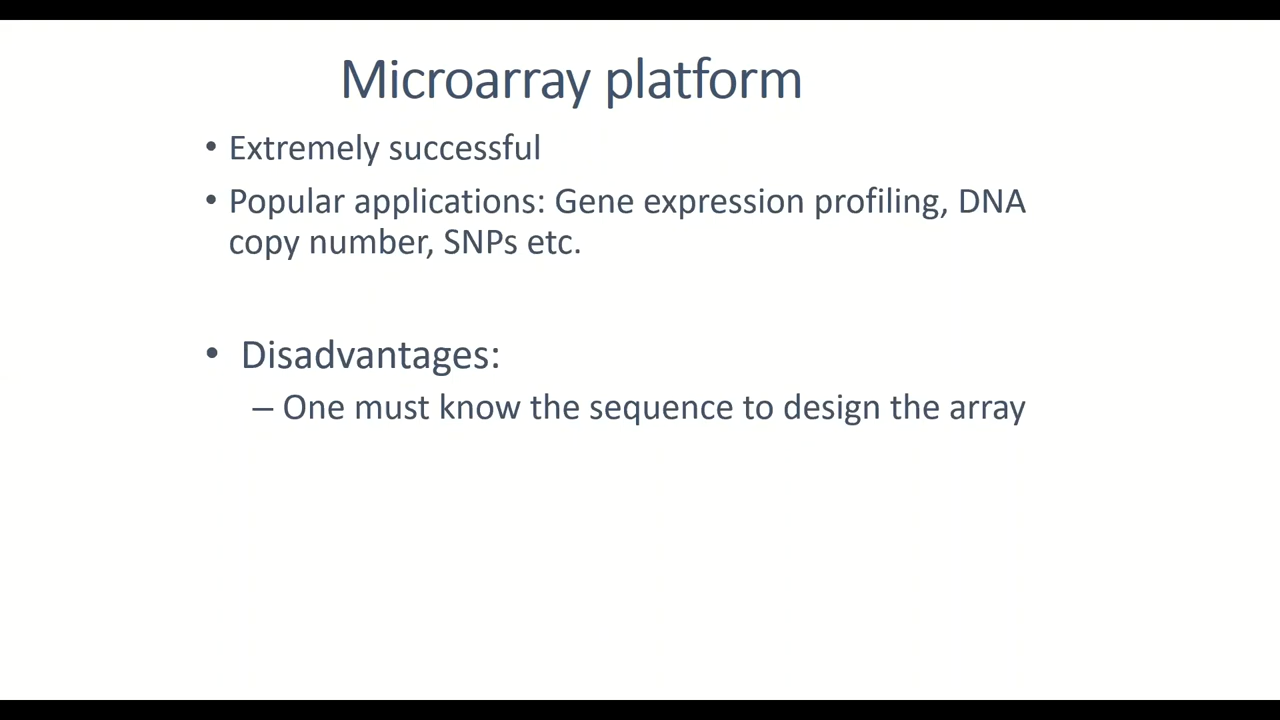 Microarray platform
• Extremely successful
• Popular applications: Gene expression profiling, DNA
copy number, SNPs etc.
• Disadvantages:
– One must know the sequence to design the array